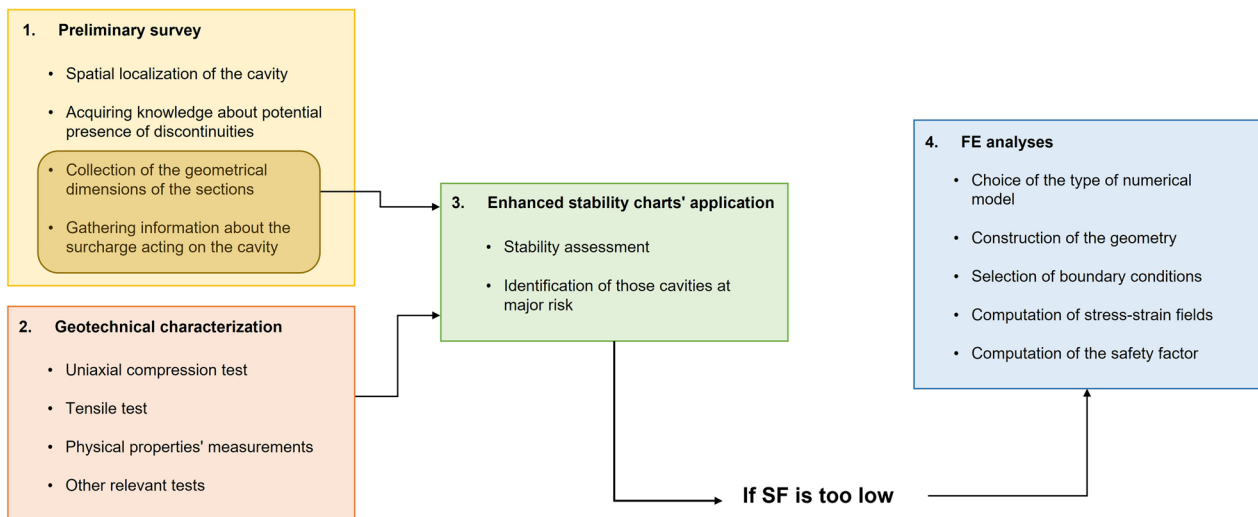 1. Preliminary survey
• Spatial localization of the cavity
• Acquiring knowledge about potential
presence of discontinuities
• Collection of the geometrical
dimensions of the sections
• Gathering information about the
surcharge acting on the cavity
2. Geotechnical characterization
• Uniaxial compression test
• Tensile test
• Physical properties' measurements
• Other relevant tests
3. Enhanced stability charts' application
• Stability assessment
• Identification of those cavities at
major risk
If SF is too low
4. FE analyses
• Choice of the type of numerical
model
• Construction of the geometry
• Selection of boundary conditions
• Computation of stress-strain fields
• Computation of the safety factor